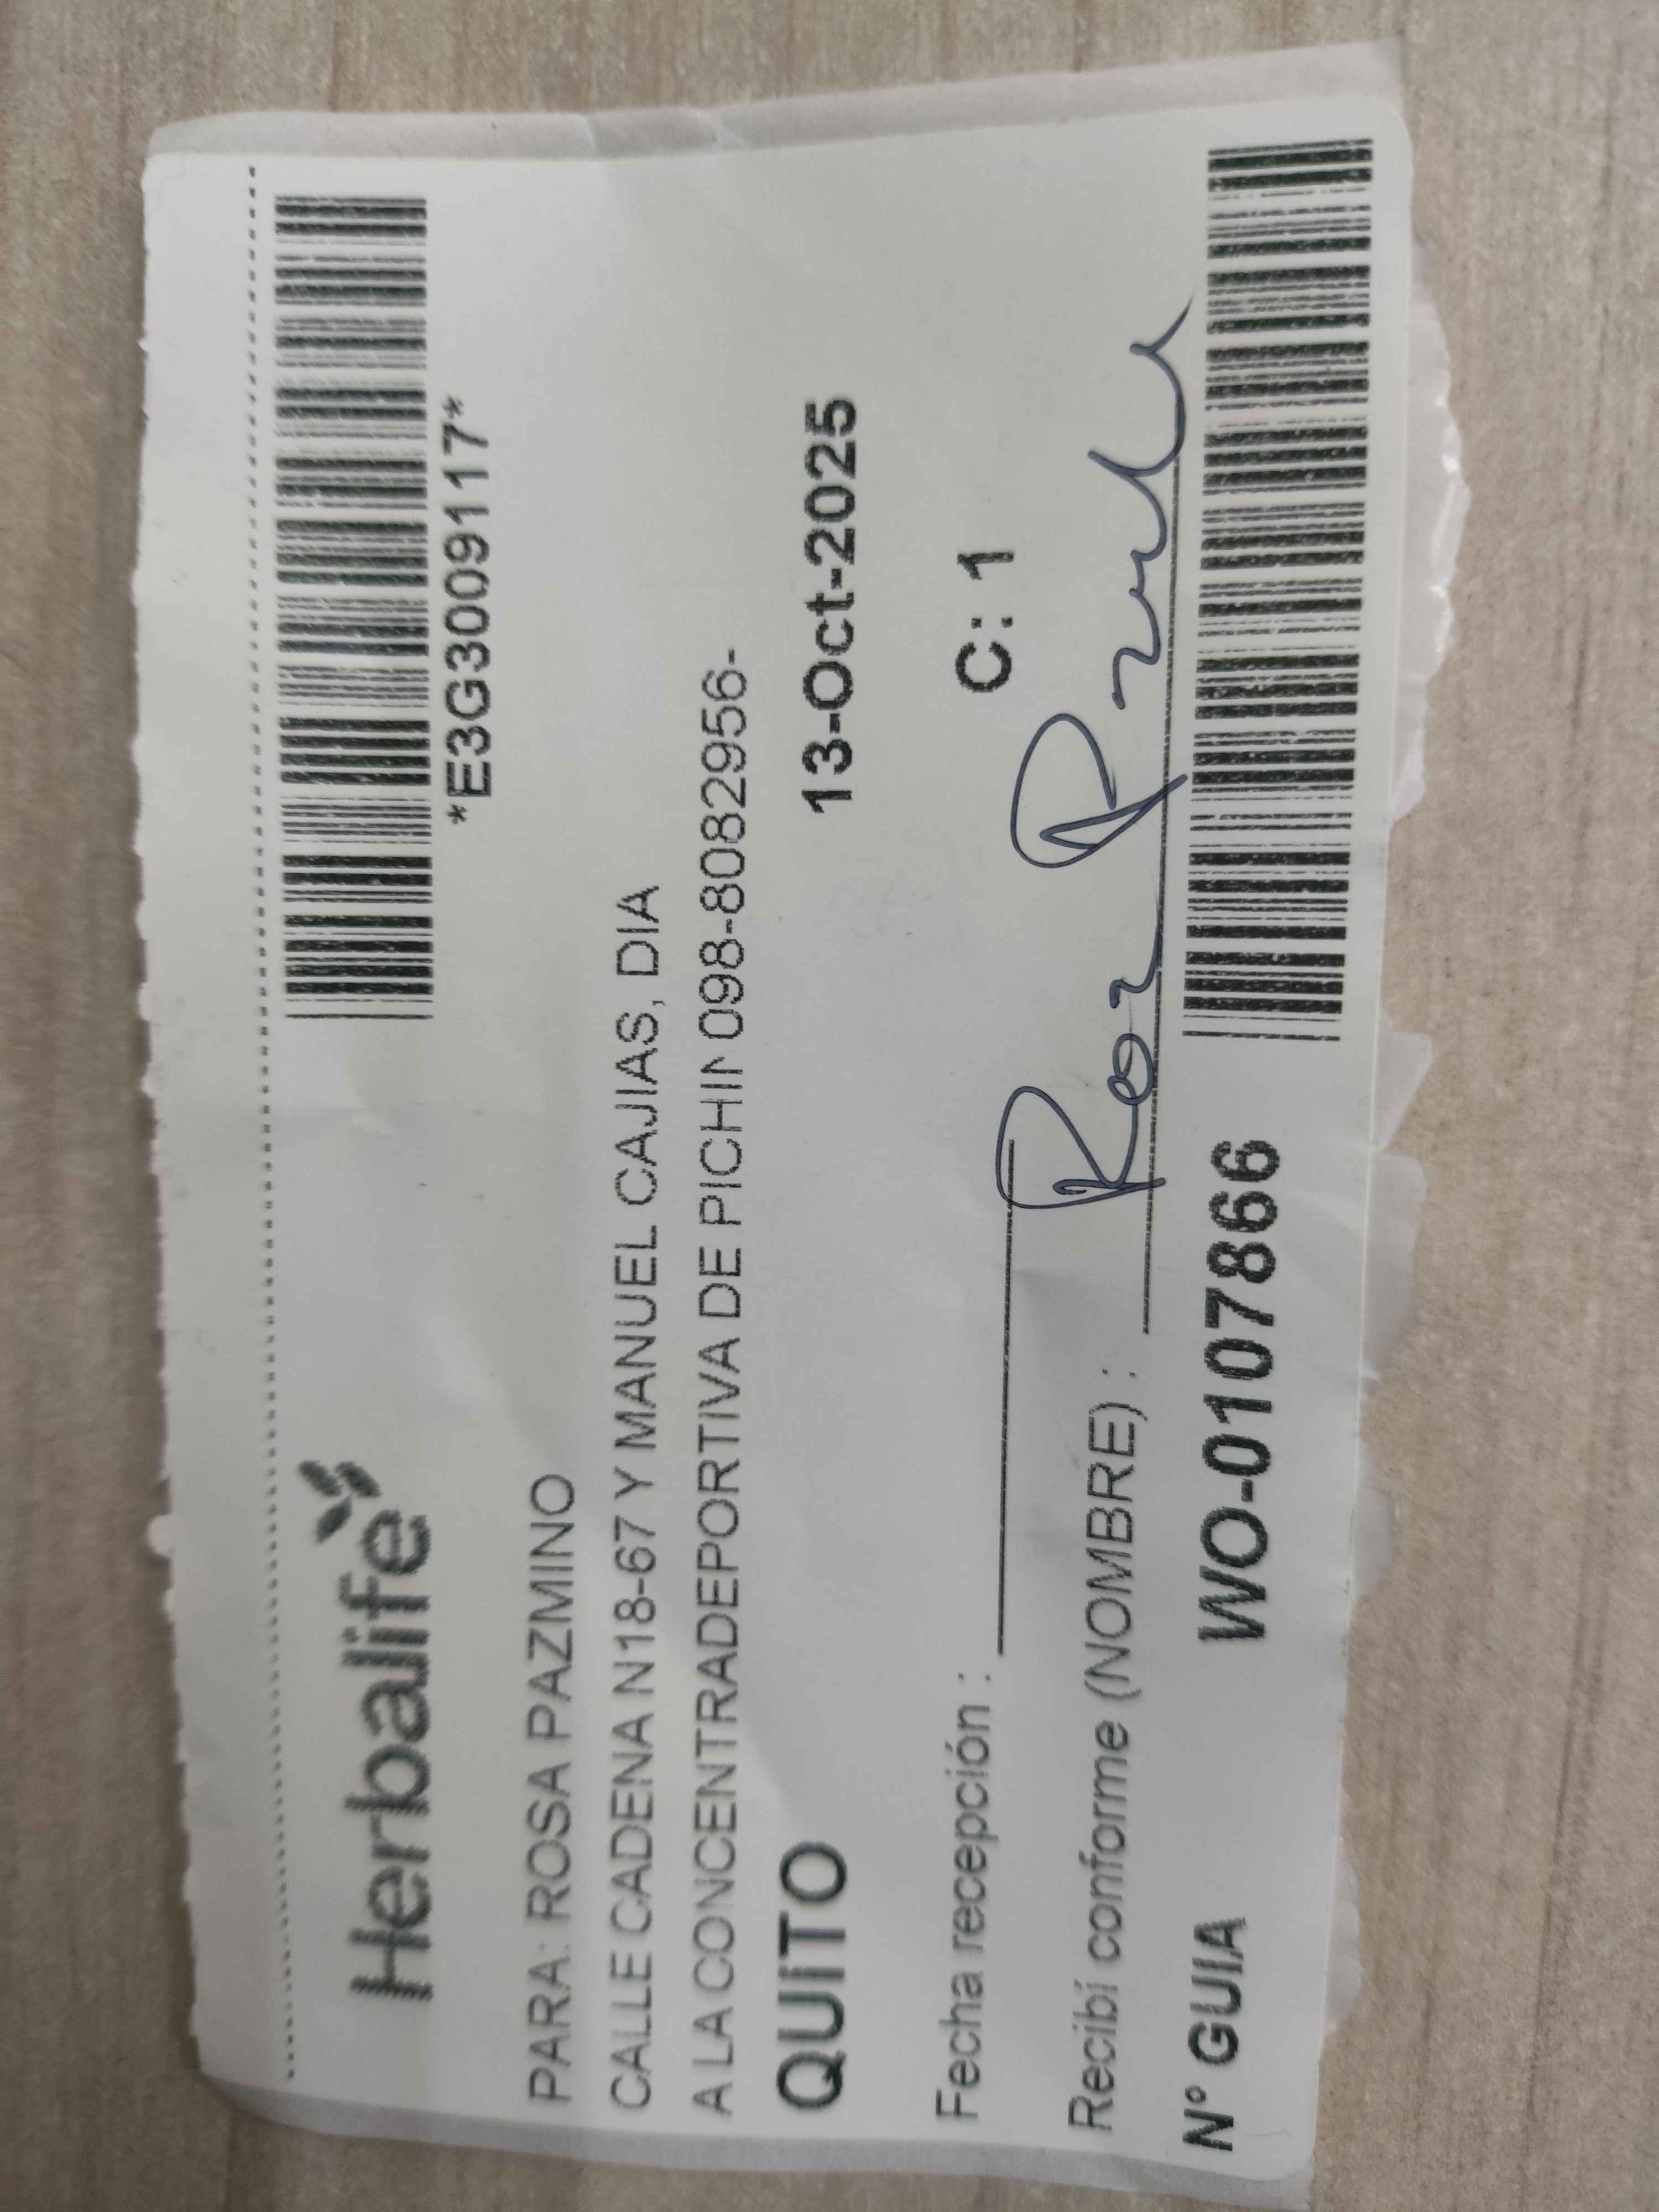 Herbalife
*E3G3009117*
PARA: ROSA PAZMINO
CALLE CADENA N18-67 Y MANUEL CAJIAS, DIA
A LA CONCENTRADEPORTIVA DE PICHIN 098-8082956-
QUITO 13-Oct-2025
Fecha recepción : C: 1
Recibí conforme (NOMBRE) :
N° GUIA WO-0107866